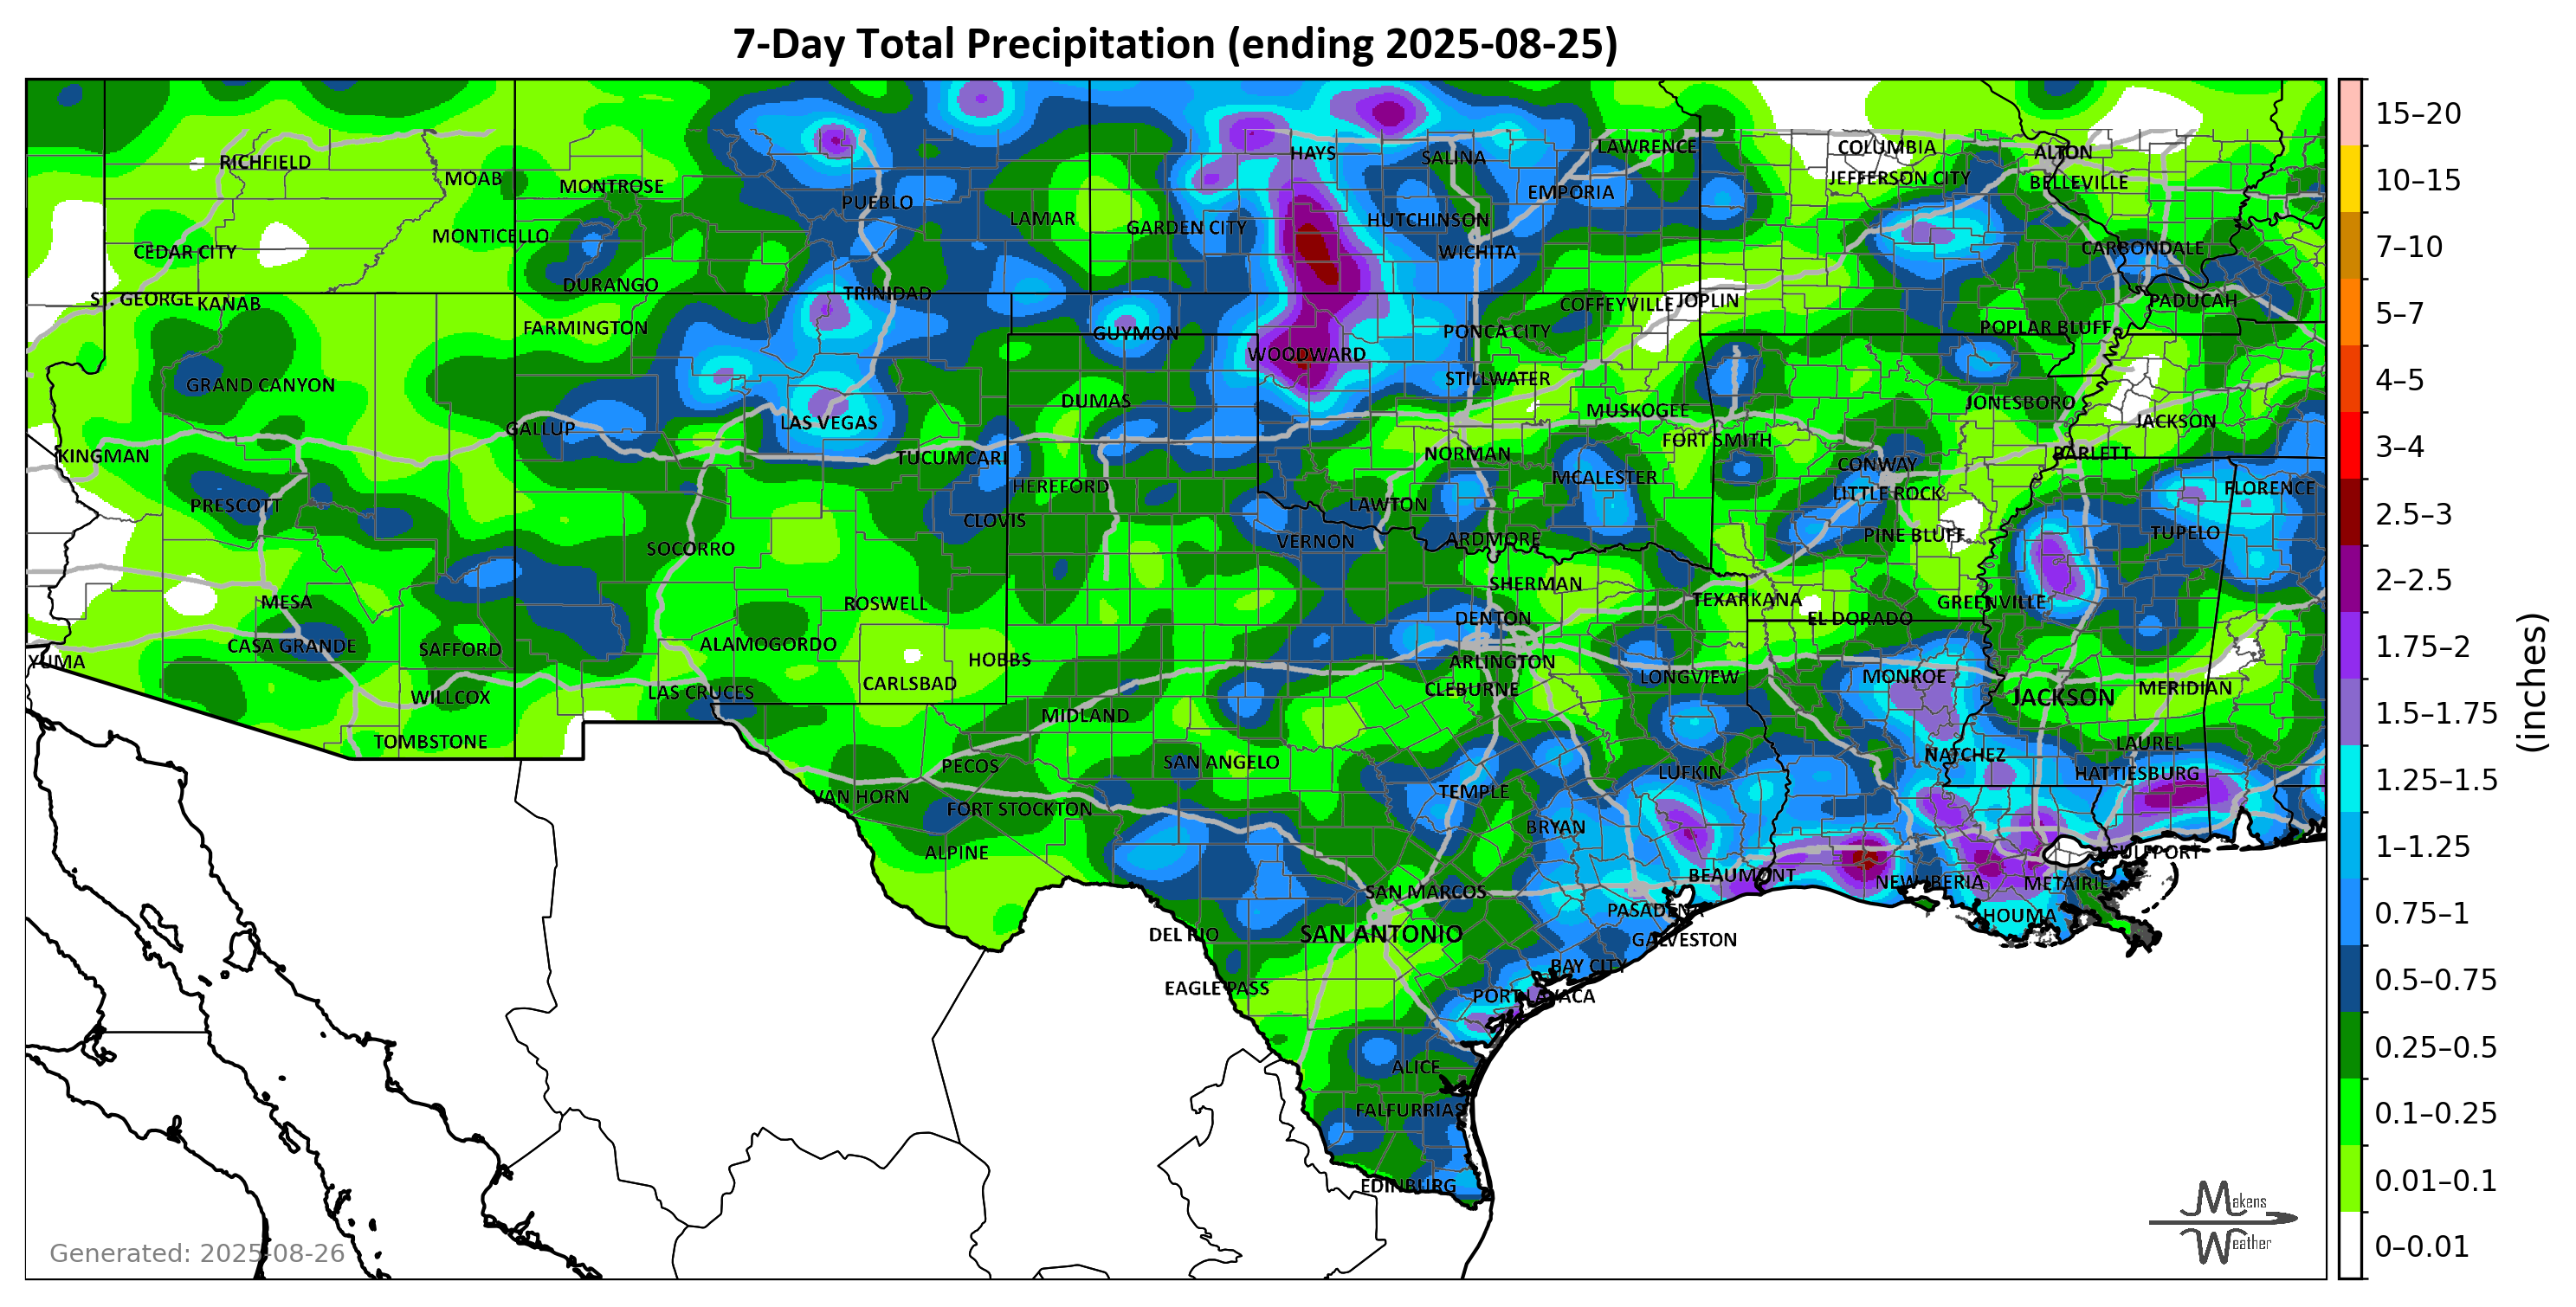 7-Day Total Precipitation (ending 2025-08-25)
RICHFIELD
MOAB
MONTROSE
PUEBLO
LAMAR
HAYS
SALINA
LAWRENCE
EMPORIA
COLUMBIA
JEFFERSON CITY
ALTON
BELLEVILLE
MONTICELLO
CEDAR CITY
GARDEN CITY
HUTCHINSON
WICHITA
CARBONDALE
DURANGO
TRINIDAD
ST. GEORGE
KANAB
COFFEYVILLE
JOPLIN
PADUCAH
FARMINGTON
GUYMON
PONCA CITY
POPLAR BLUFF
WOODWARD
GRAND CANYON
STILLWATER
DUMAS
MUSKOGEE
JONESBORO
JACKSON
GALLUP
LAS VEGAS
FORT SMITH
KINGMAN
TUCUMCARI
NORMAN
BARLETT
CONWAY
MCALESTER
HEREFORD
LITTLE ROCK
FLORENCE
PRESCOTT
LAWTON
CLOVIS
TUPELO
PINE BLUFF
VERNON
ARDMORE
SOCORRO
SHERMAN
MESA
ROSWELL
TEXARKANA
GREENVILLE
DENTON
EL DORADO
CASA GRANDE
SAFFORD
ALAMOGORDO
YUMA
HOBBS
ARLINGTON
LONGVIEW
MONROE
CARLSBAD
CLEBURNE
LAS CRUCES
WILLCOX
JACKSON
MERIDIAN
MIDLAND
TOMBSTONE
LAUREL
NATCHEZ
PECOS
SAN ANGELO
LUFKIN
HATTIESBURG
VAN HORN
FORT STOCKTON
TEMPLE
BRYAN
ALPINE
GULFPORT
BEAUMONT
NEW IBERIA
METAIRIE
SAN MARCOS
PASADENA
HOUMA
DEL RIO
SAN ANTONIO
GALVESTON
BAY CITY
EAGLE PASS
PORT LAVACA
ALICE
FALFURRIAS
EDINBURG
15–20
10–15
7–10
5–7
4–5
3–4
2.5–3
2–2.5
1.75–2
1.5–1.75
1.25–1.5
1–1.25
0.75–1
0.5–0.75
0.25–0.5
0.1–0.25
0.01–0.1
0–0.01
(inches)
Makens
Weather
Generated: 2025-08-26